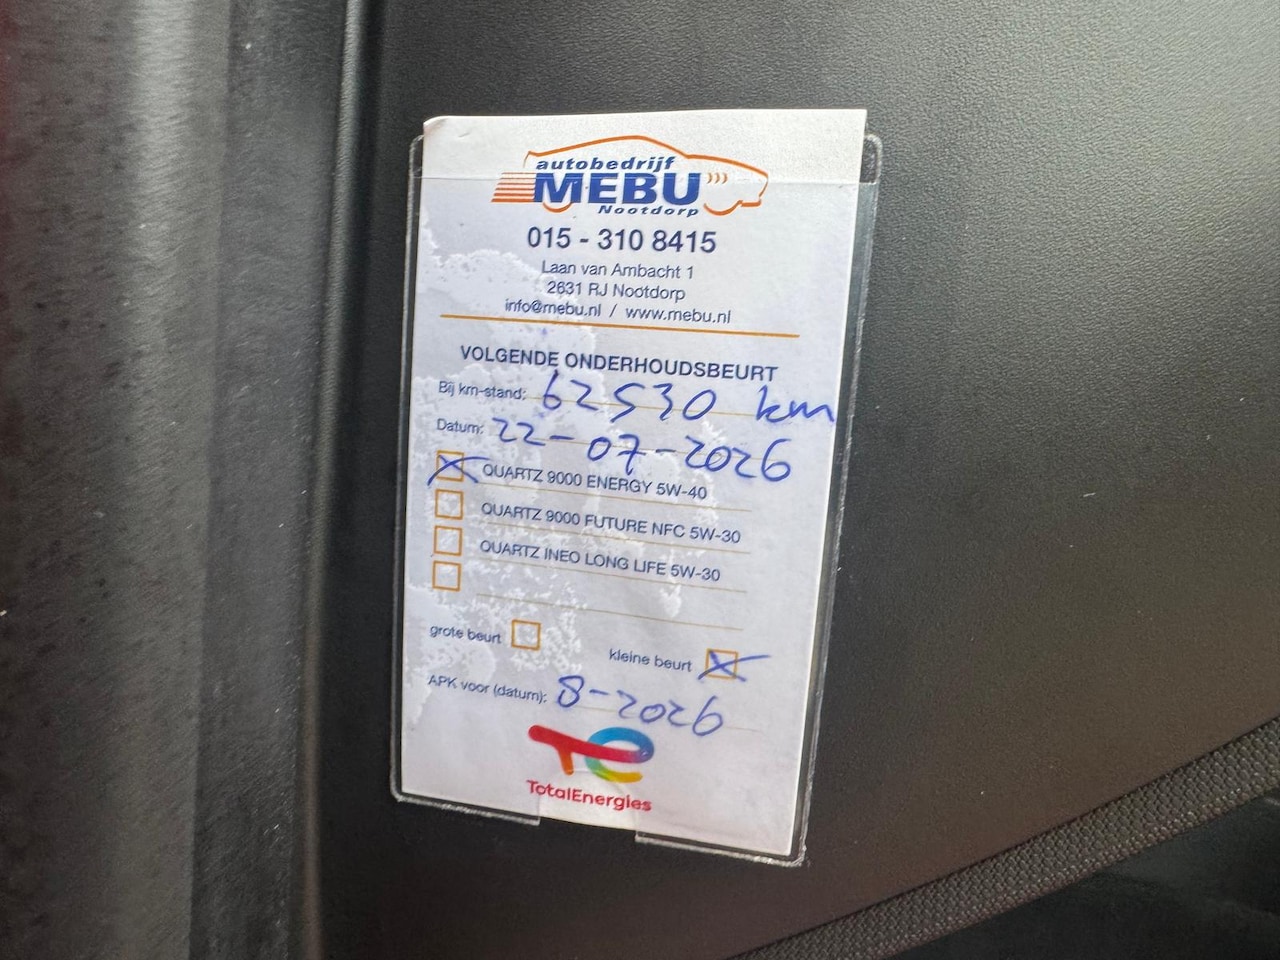 autobedrijf
MEBU
Nootdorp
015 - 310 8415
Laan van Ambacht 1
2631 RJ Nootdorp
info@mebu.nl / www.mebu.nl
VOLGENDE ONDERHOUDSBEURT
Bij km-stand: 62530 km
Datum: 22-07-2026
QUARTZ 9000 ENERGY 5W-40
QUARTZ 9000 FUTURE NFC 5W-30
QUARTZ INEO LONG LIFE 5W-30
grote beurt
kleine beurt
APK voor (datum): 8-2026
TotalEnergies